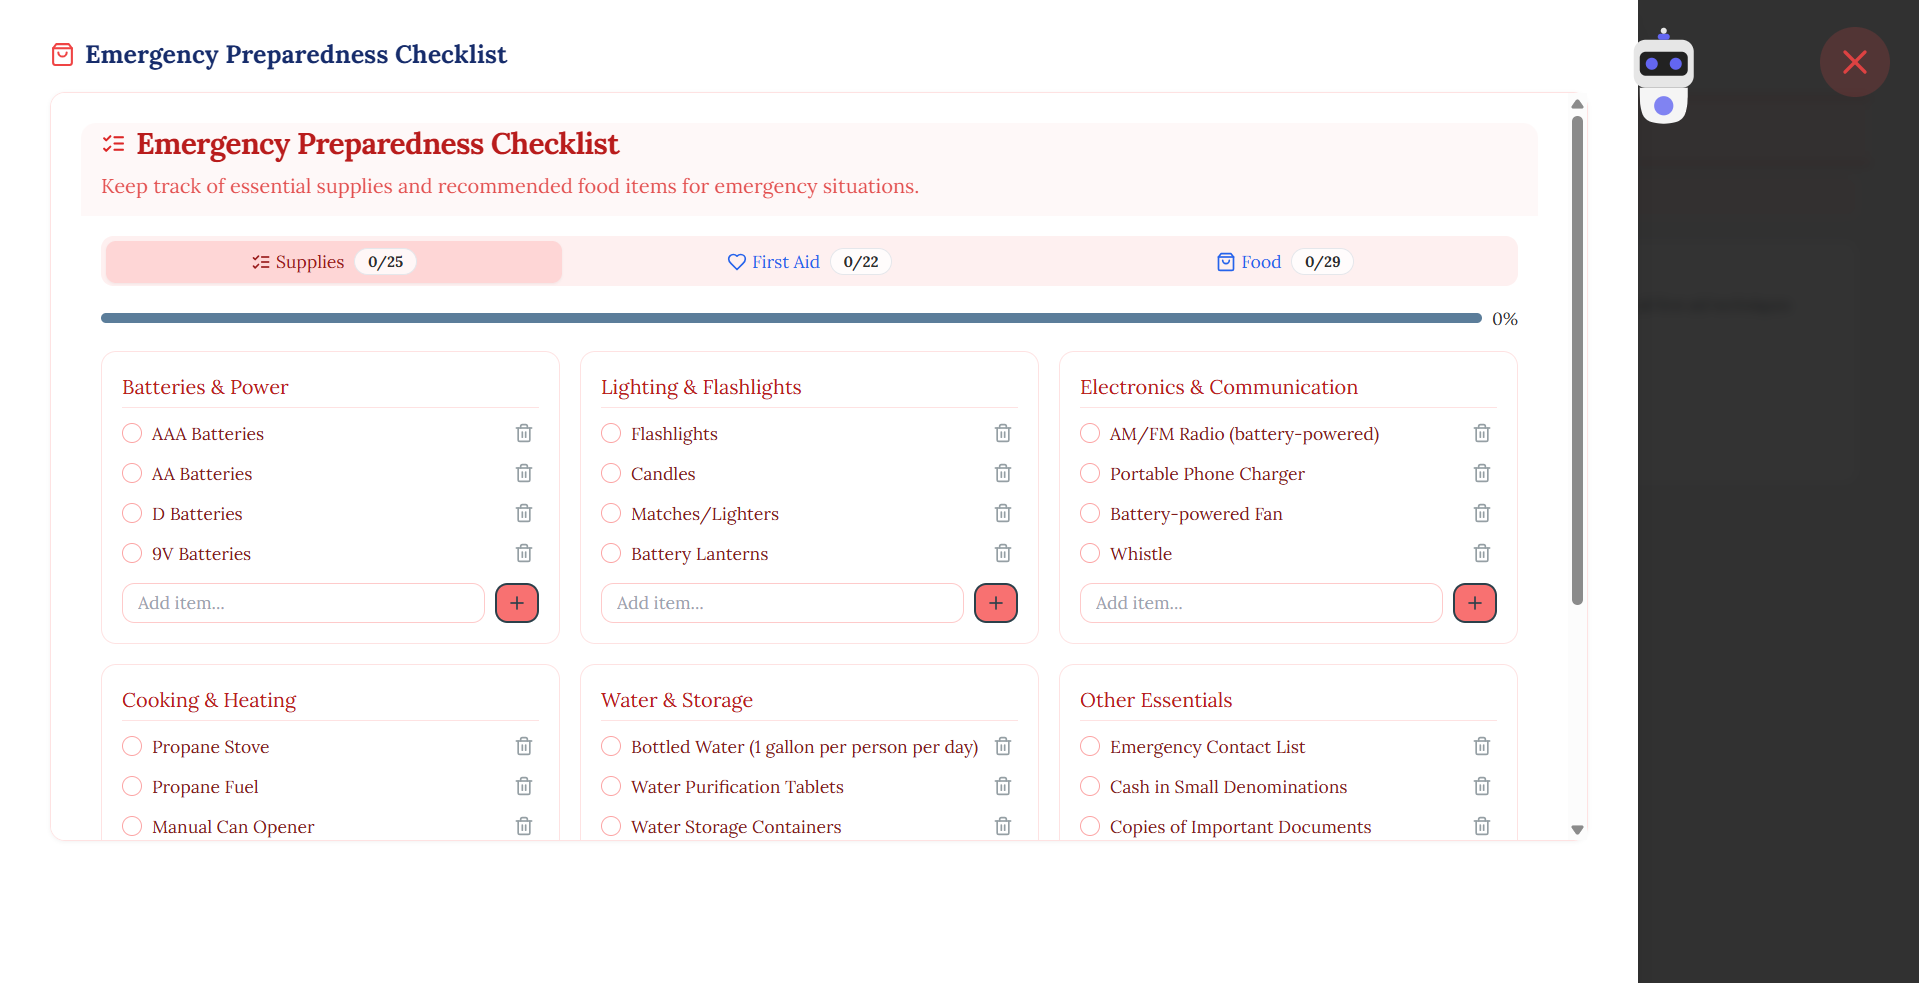 Emergency Preparedness Checklist
Emergency Preparedness Checklist
Keep track of essential supplies and recommended food items for emergency situations.
Supplies 0/25
First Aid 0/22
Food 0/29
0%
Batteries & Power
AAA Batteries
AA Batteries
D Batteries
9V Batteries
Add item...
Lighting & Flashlights
Flashlights
Candles
Matches/Lighters
Battery Lanterns
Add item...
Electronics & Communication
AM/FM Radio (battery-powered)
Portable Phone Charger
Battery-powered Fan
Whistle
Add item...
Cooking & Heating
Propane Stove
Propane Fuel
Manual Can Opener
Water & Storage
Bottled Water (1 gallon per person per day)
Water Purification Tablets
Water Storage Containers
Other Essentials
Emergency Contact List
Cash in Small Denominations
Copies of Important Documents